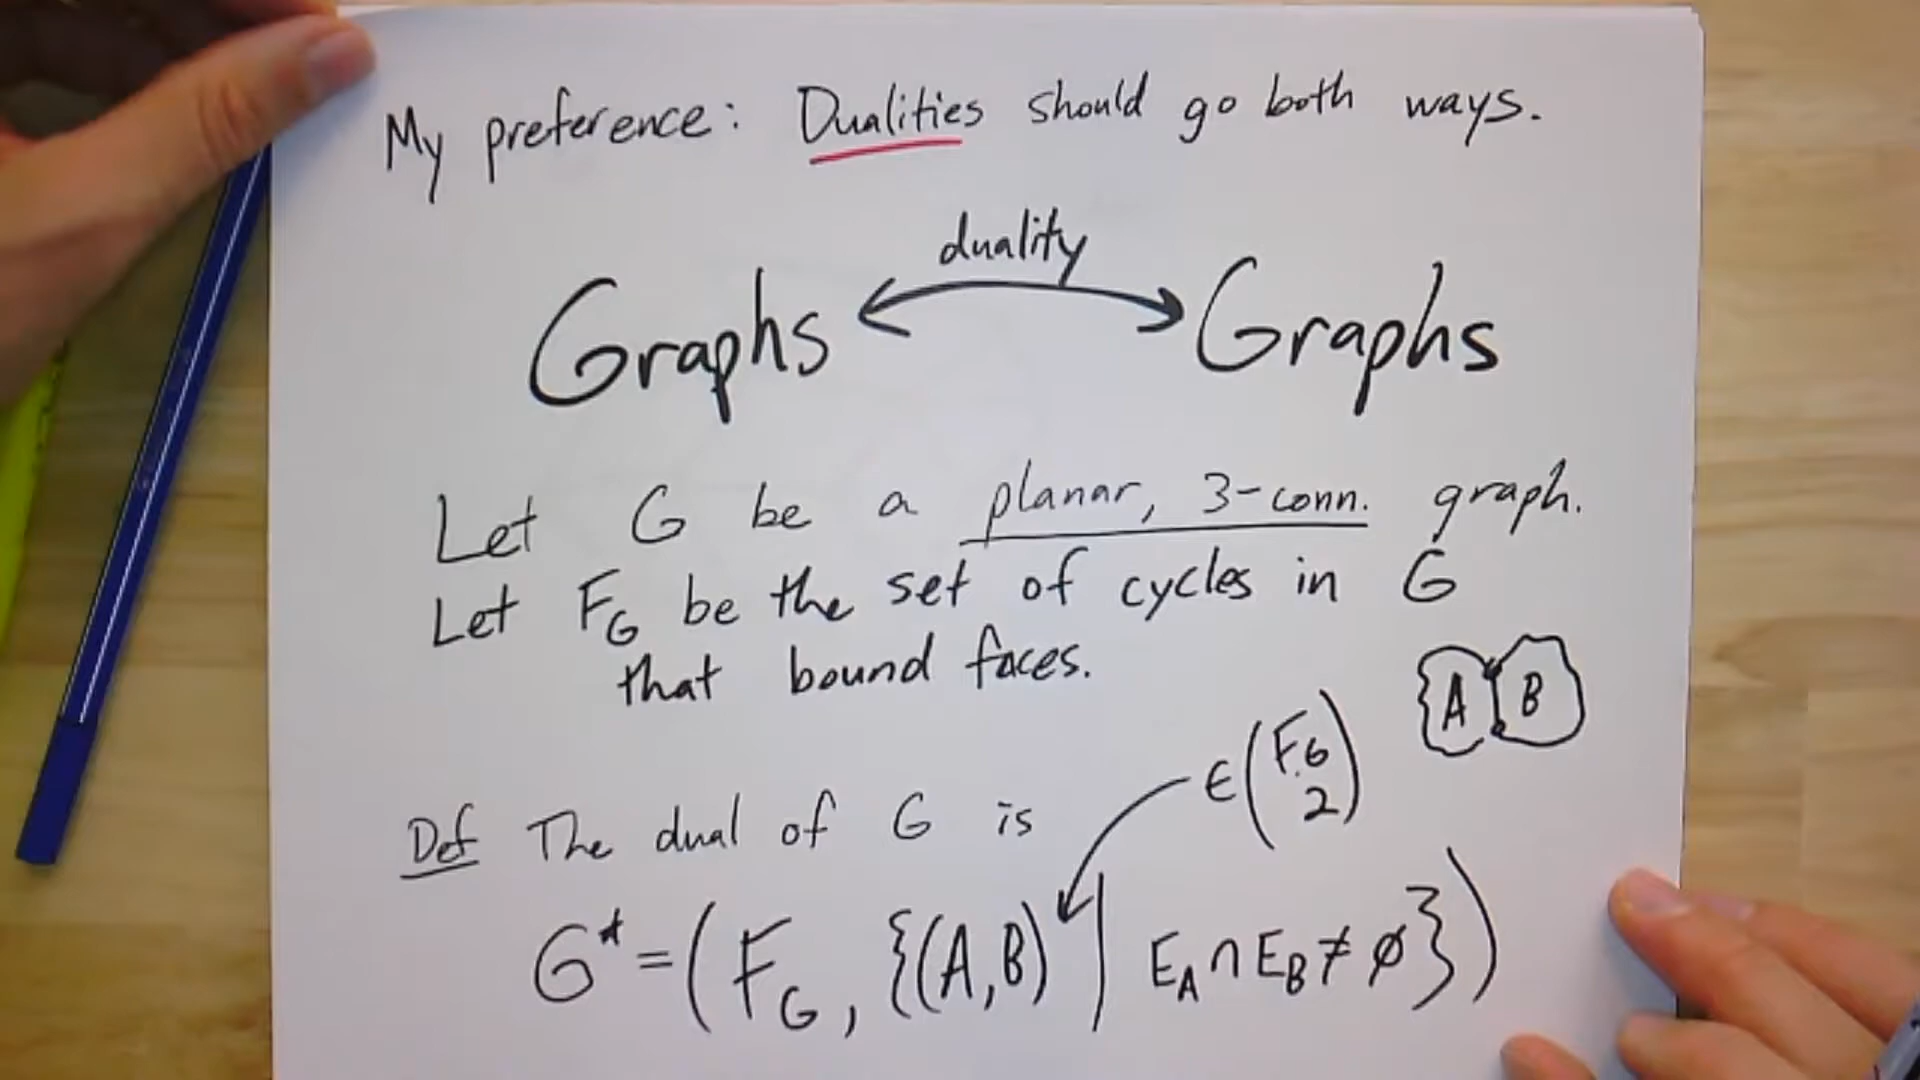 My preference: Dualities should go both ways.
duality
Graphs Graphs
Let G be a planar, 3-conn. graph.
Let F_G be the set of cycles in G
that bound faces.
A B
∈ (F_G 2)
Def The dual of G is
G* = (F_G, {(A,B) | E_A ∩ E_B ≠ ∅})